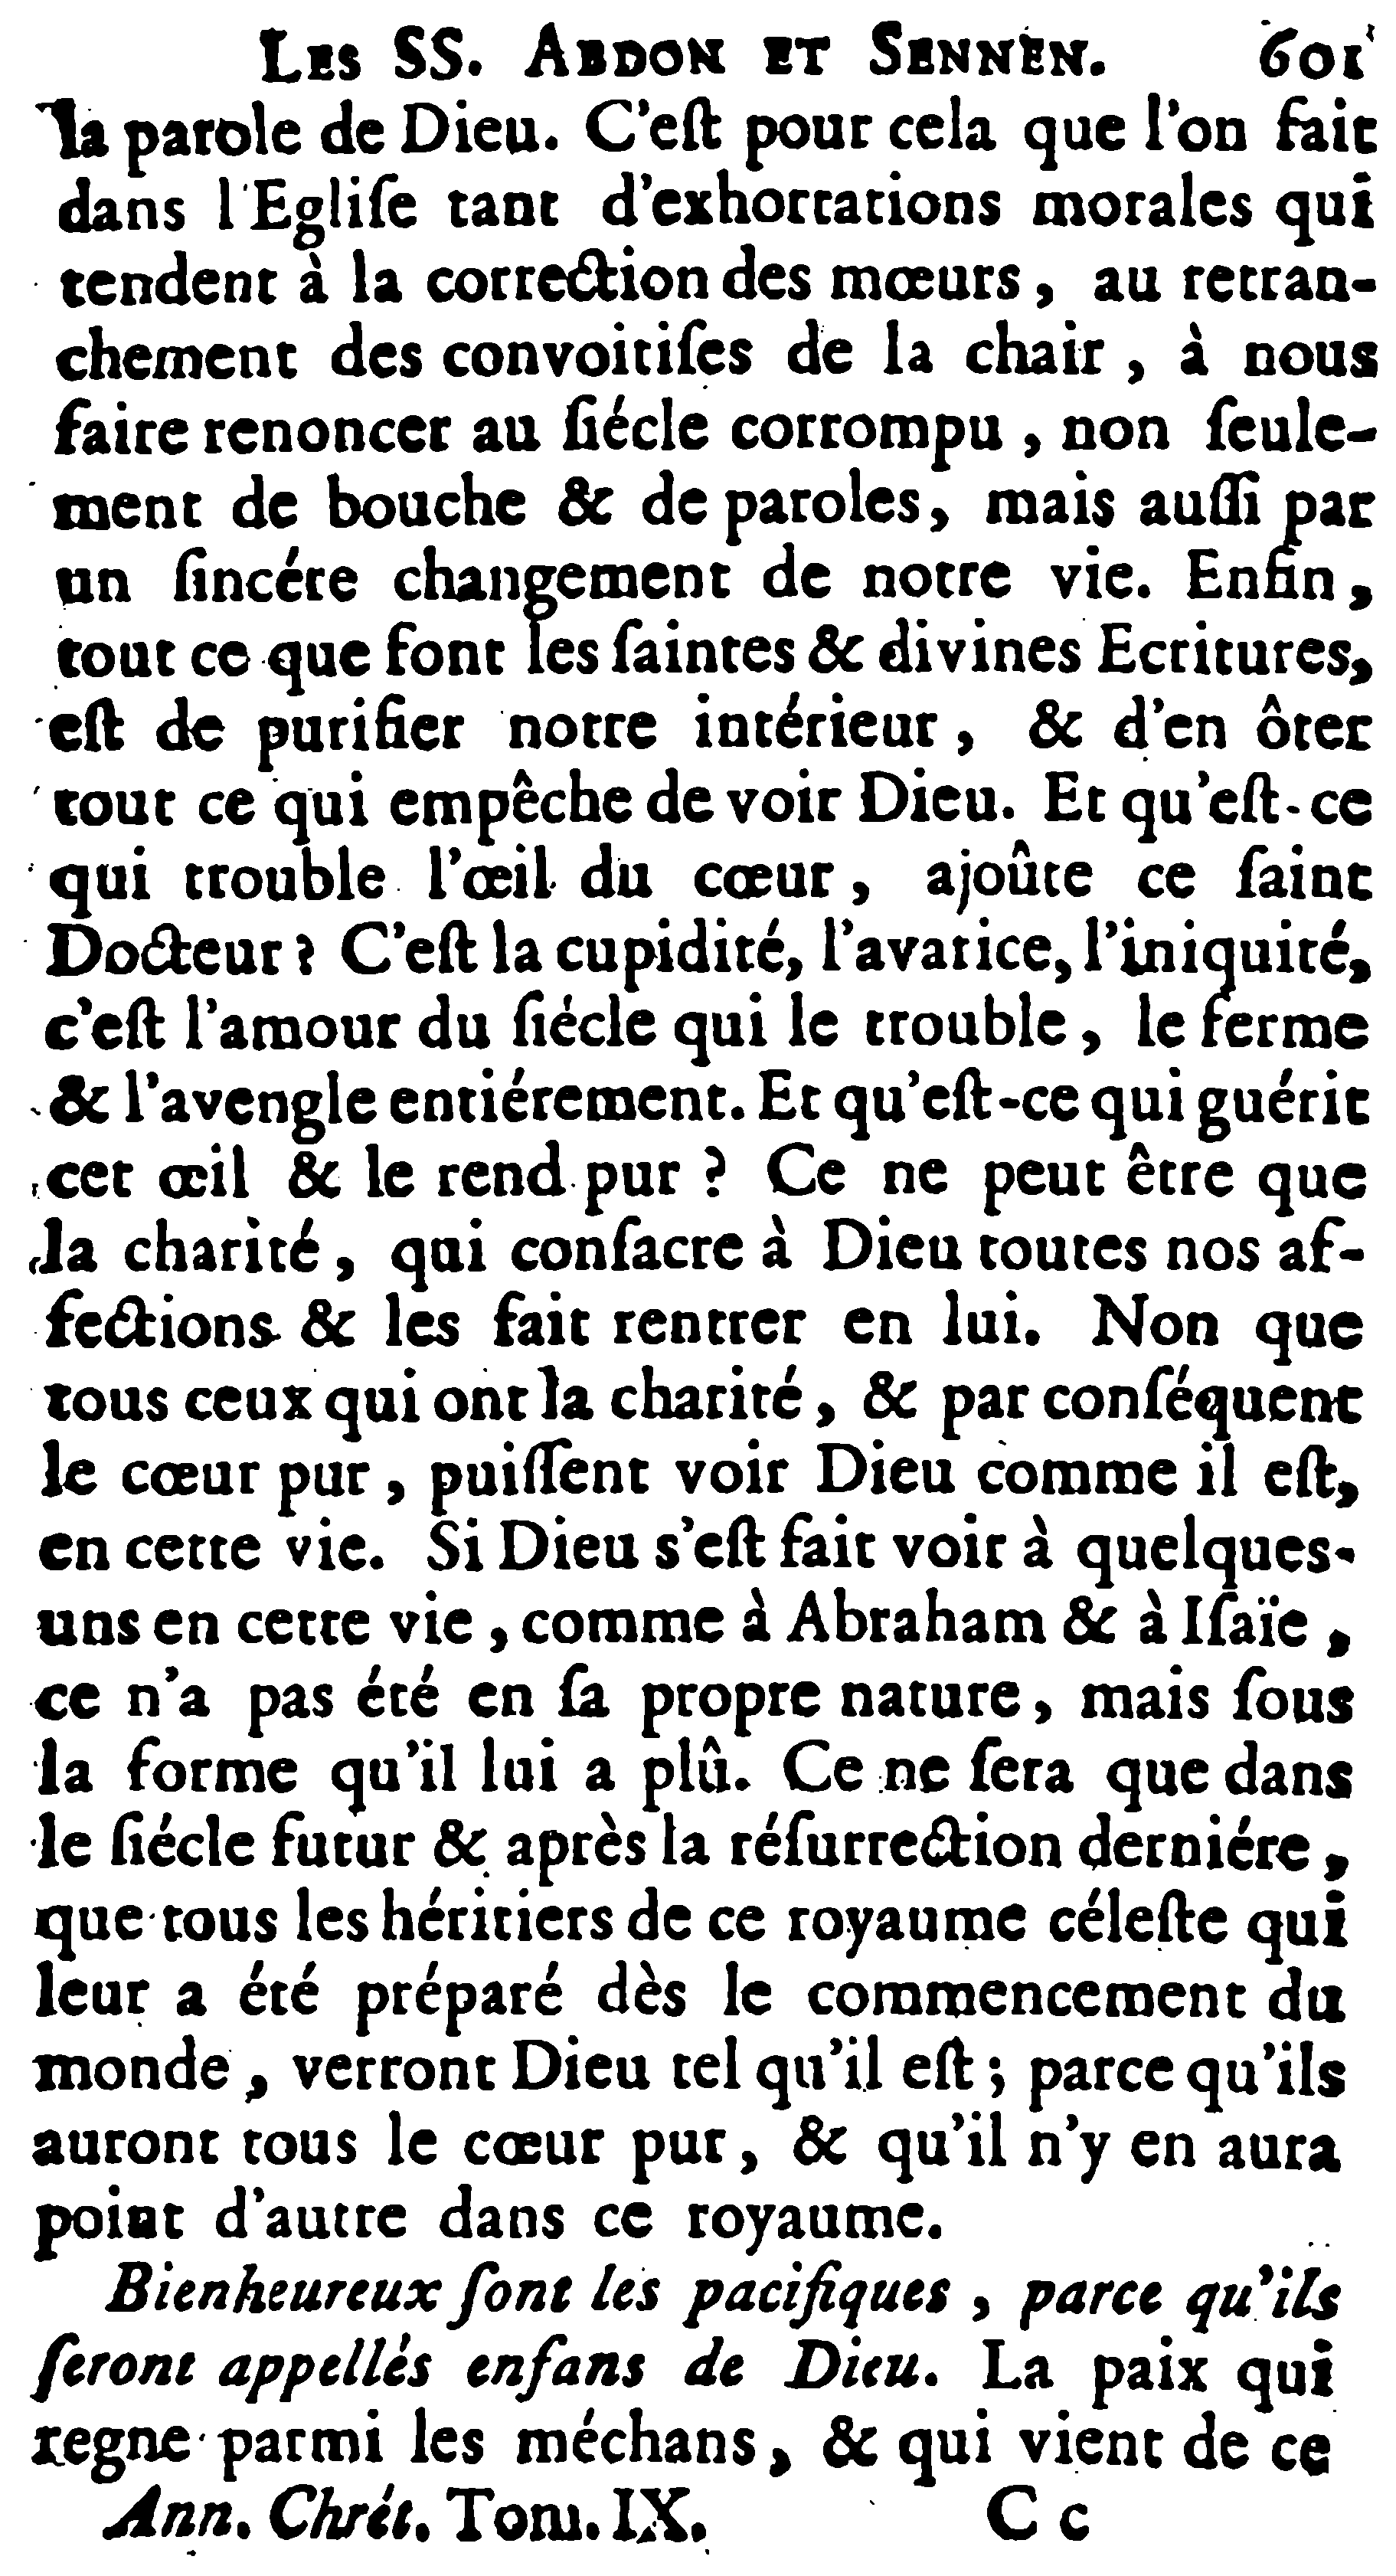 LES SS. ABDON ET SENNEN. 601
la parole de Dieu. C'eſt pour cela que l'on fait
dans l'Egliſe tant d'exhortations morales qui
tendent à la correction des mœurs, au retran-
chement des convoitiſes de la chair, à nous
faire renoncer au ſiécle corrompu, non ſeule-
ment de bouche & de paroles, mais auſſi par
un ſincére changement de notre vie. Enfin,
tout ce que font les ſaintes & divines Ecritures,
eſt de purifier notre intérieur, & d'en ôter
tout ce qui empêche de voir Dieu. Et qu'eſt-ce
qui trouble l'œil du cœur, ajoûte ce ſaint
Docteur? C'eſt la cupidité, l'avarice, l'iniquité,
c'eſt l'amour du ſiécle qui le trouble, le ferme
& l'avengle entiérement. Et qu'eſt-ce qui guérit
cet œil & le rend pur? Ce ne peut être que
la charité, qui conſacre à Dieu toutes nos af-
fections & les fait rentrer en lui. Non que
tous ceux qui ont la charité, & par conſéquent
le cœur pur, puiſſent voir Dieu comme il eſt,
en cette vie. Si Dieu s'eſt fait voir à quelques-
uns en cette vie, comme à Abraham & à Iſaïe,
ce n'a pas été en ſa propre nature, mais ſous
la forme qu'il lui a plû. Ce ne ſera que dans
le ſiécle futur & après la réſurrection derniére,
que tous les héritiers de ce royaume céleſte qui
leur a été préparé dès le commencement du
monde, verront Dieu tel qu'il eſt; parce qu'ils
auront tous le cœur pur, & qu'il n'y en aura
point d'autre dans ce royaume.
Bienheureux ſont les pacifiques, parce qu'ils
ſeront appellés enfans de Dieu. La paix qui
regne parmi les méchans, & qui vient de ce
Ann. Chrét. Tom. IX. C c